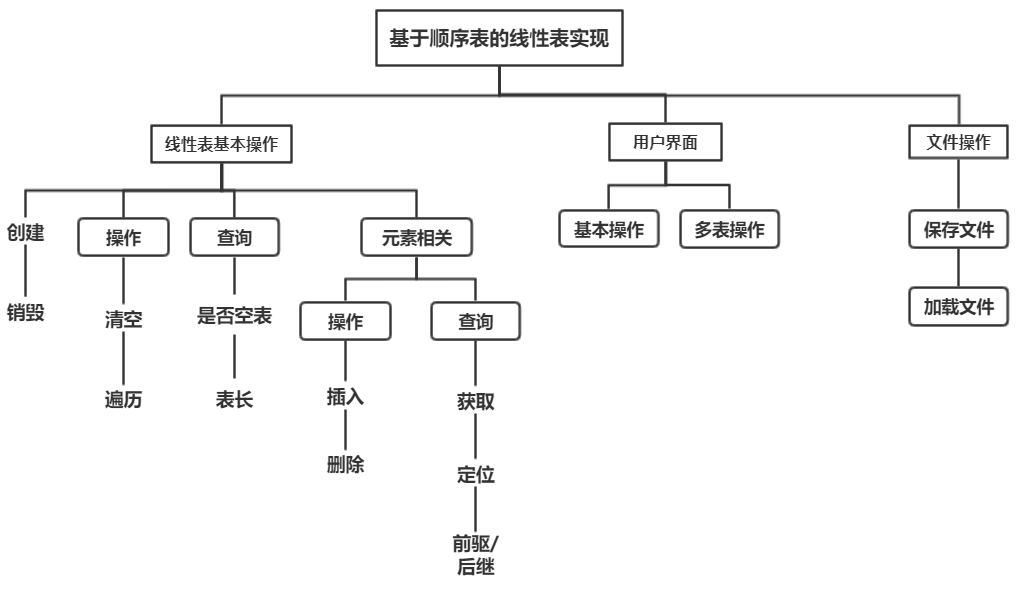 基于顺序表的线性表实现
线性表基本操作
用户界面
文件操作
创建
操作
查询
元素相关
基本操作
多表操作
保存文件
销毁
清空
是否空表
操作
查询
加载文件
遍历
表长
插入
获取
删除
定位
前驱/
后继